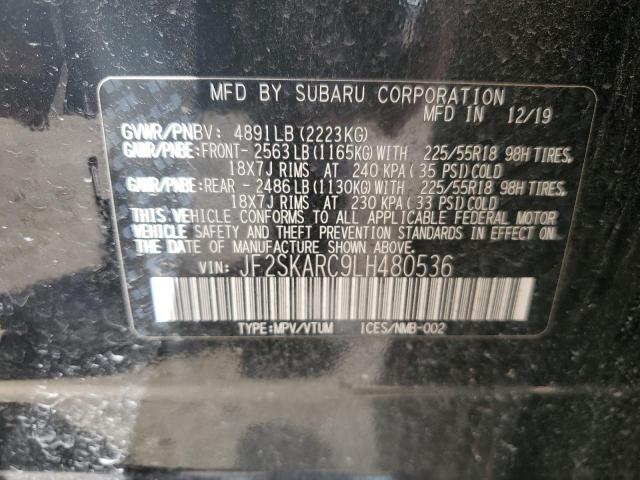 MFD BY SUBARU CORPORATION
MFD IN 12/19
GVWR/PNBV: 4891LB(2223KG)
GAWR/PNBE:FRONT- 2563LB(1165KG)WITH 225/55R18 98H TIRES,
18X7J RIMS AT 240 KPA(35 PSI)COLD
GAWR/PNBE:REAR - 2486LB(1130KG)WITH 225/55R18 98H TIRES,
18X7J RIMS AT 230 KPA(33 PSI)COLD
THIS VEHICLE CONFORMS TO ALL APPLICABLE FEDERAL MOTOR
VEHICLE SAFETY AND THEFT PREVENTION STANDARDS IN EFFECT ON
THE DATE OF MANUFACTURE SHOWN ABOVE.
VIN: JF2SKARC9LH480536
TYPE:MPV/VTUM ICES/NMB-002